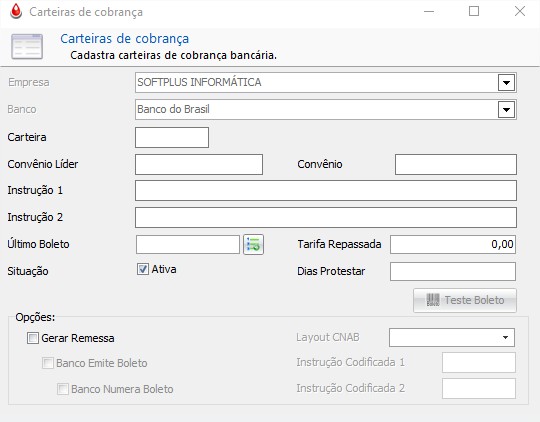 Carteiras de cobrança
Carteiras de cobrança
Cadastra carteiras de cobrança bancária.
Empresa SOFTPLUS INFORMÁTICA
Banco Banco do Brasil
Carteira
Convênio Líder Convênio
Instrução 1
Instrução 2
Último Boleto Tarifa Repassada 0,00
Situação Ativa Dias Protestar
Teste Boleto
Opções:
Gerar Remessa Layout CNAB
Banco Emite Boleto Instrução Codificada 1
Banco Numera Boleto Instrução Codificada 2